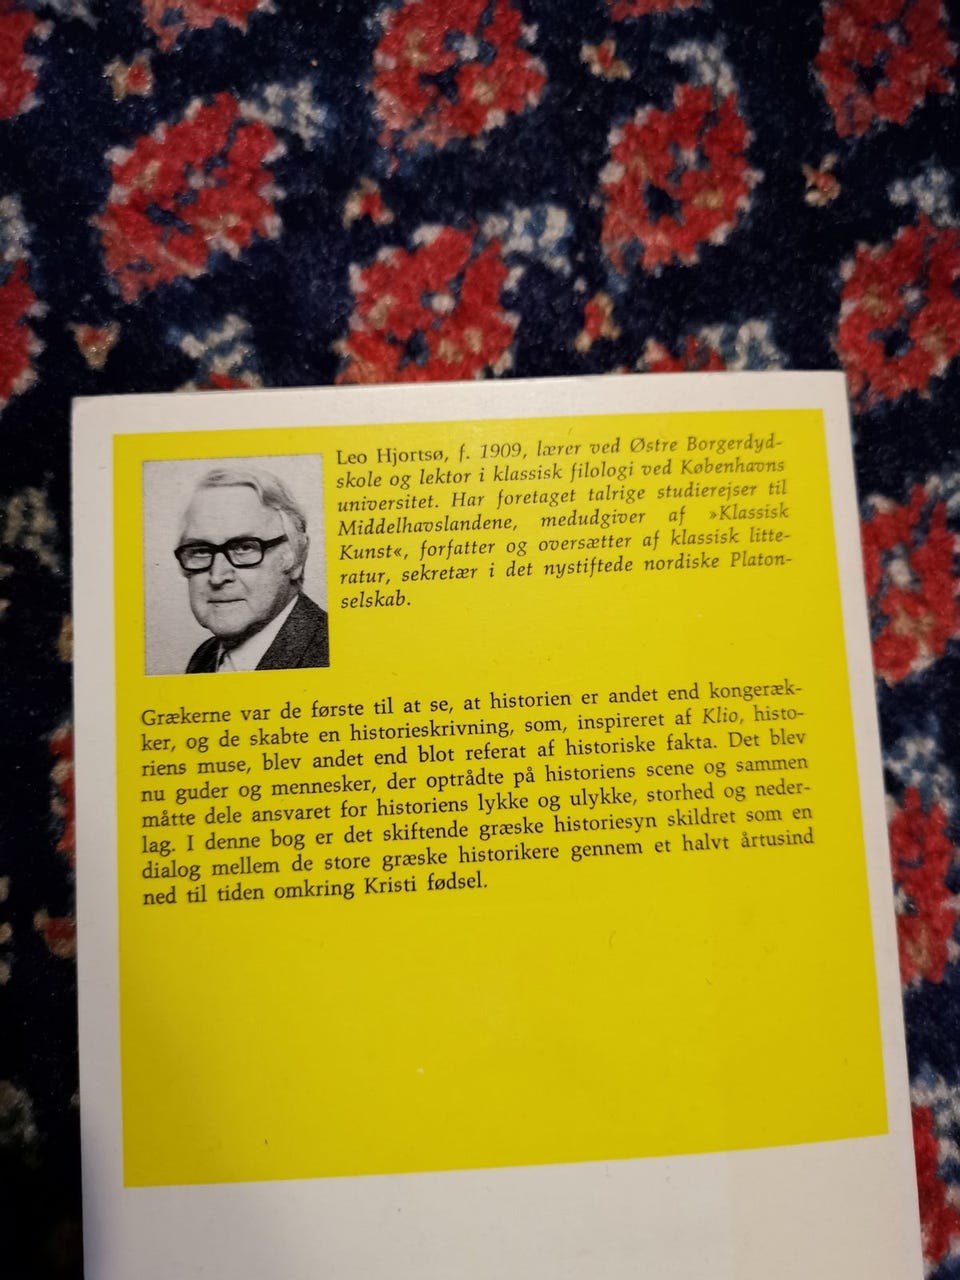 Leo Hjortsø, f. 1909, lærer ved Østre Borgerdyd-
skole og lektor i klassisk filologi ved Københavns
universitet. Har foretaget talrige studierejser til
Middelhavslandene, medudgiver af »Klassisk
Kunst«, forfatter og oversætter af klassisk litte-
ratur, sekretær i det nystiftede nordiske Platon-
selskab.
Grækerne var de første til at se, at historien er andet end kongeræk-
ker, og de skabte en historieskrivning, som, inspireret af Klio, histo-
riens muse, blev andet end blot referat af historiske fakta. Det blev
nu guder og mennesker, der optrådte på historiens scene og sammen
måtte dele ansvaret for historiens lykke og ulykke, storhed og neder-
lag. I denne bog er det skiftende græske historiesyn skildret som en
dialog mellem de store græske historikere gennem et halvt årtusind
ned til tiden omkring Kristi fødsel.